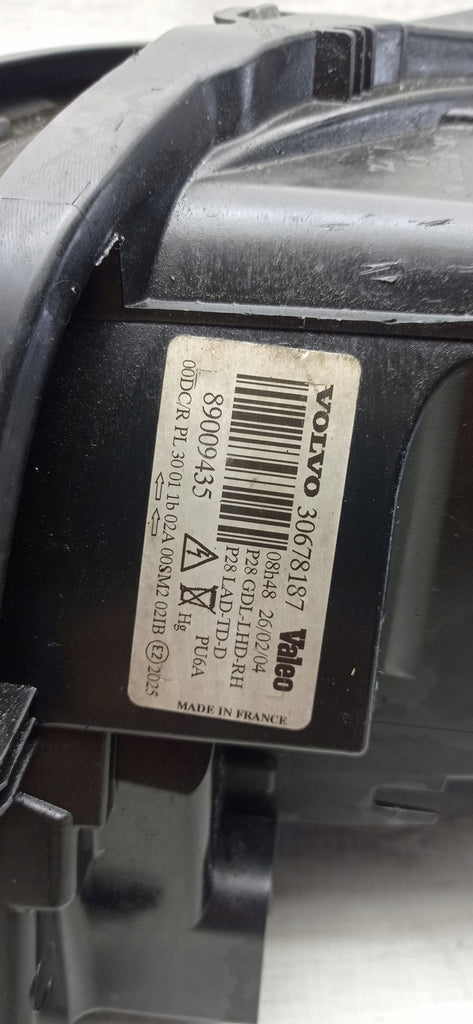 VOLVO 30678187 Valeo
08h48 26/02/04
P28 GDL-LHD-RH
P28 LAD-TD-D
89009435
PU6A
Hg
00DC/R PL 30 01 1b 02A 00SM2 02IB E2 2025
MADE IN FRANCE